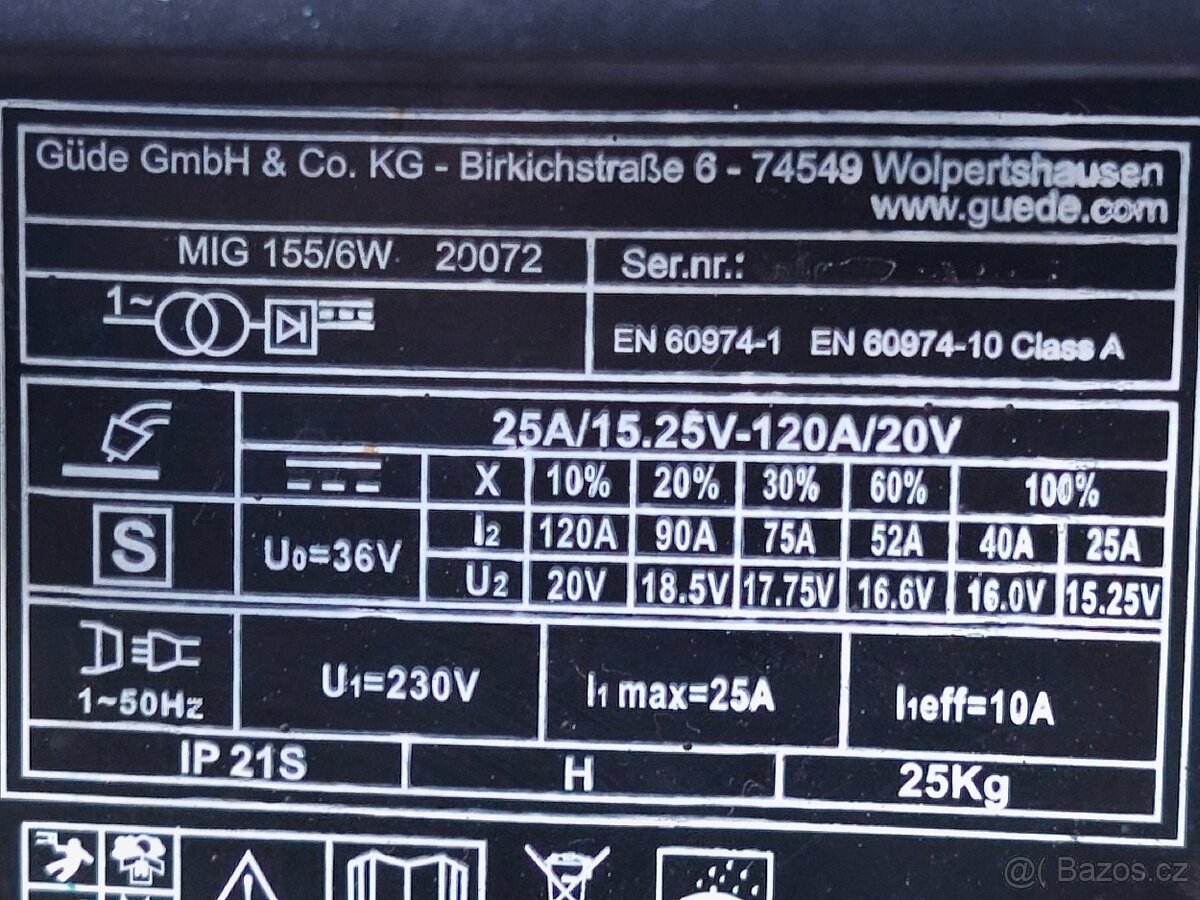 Güde GmbH & Co. KG - Birkichstraße 6 - 74549 Wolpertshausen
www.guede.com
MIG 155/6W 20072
Ser.nr.:
1~
EN 60974-1 EN 60974-10 Class A
25A/15.25V-120A/20V
X 10% 20% 30% 60% 100%
S
U0=36V
I2 120A 90A 75A 52A 40A 25A
U2 20V 18.5V 17.75V 16.6V 16.0V 15.25V
1~50Hz
U1=230V
I1 max=25A
I1eff=10A
IP 21S
H
25Kg
@( Bazos.cz